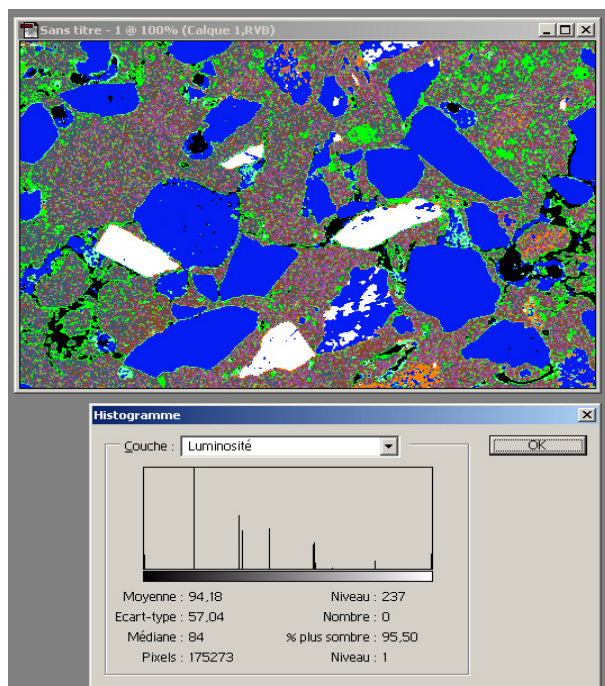 Sans titre - 1 @ 100% (Calque 1,RVB)
Histogramme
Couche : Luminosité
OK
Moyenne : 94,18 Niveau : 237
Ecart-type : 57,04 Nombre : 0
Médiane : 84 % plus sombre : 95,50
Pixels : 175273 Niveau : 1